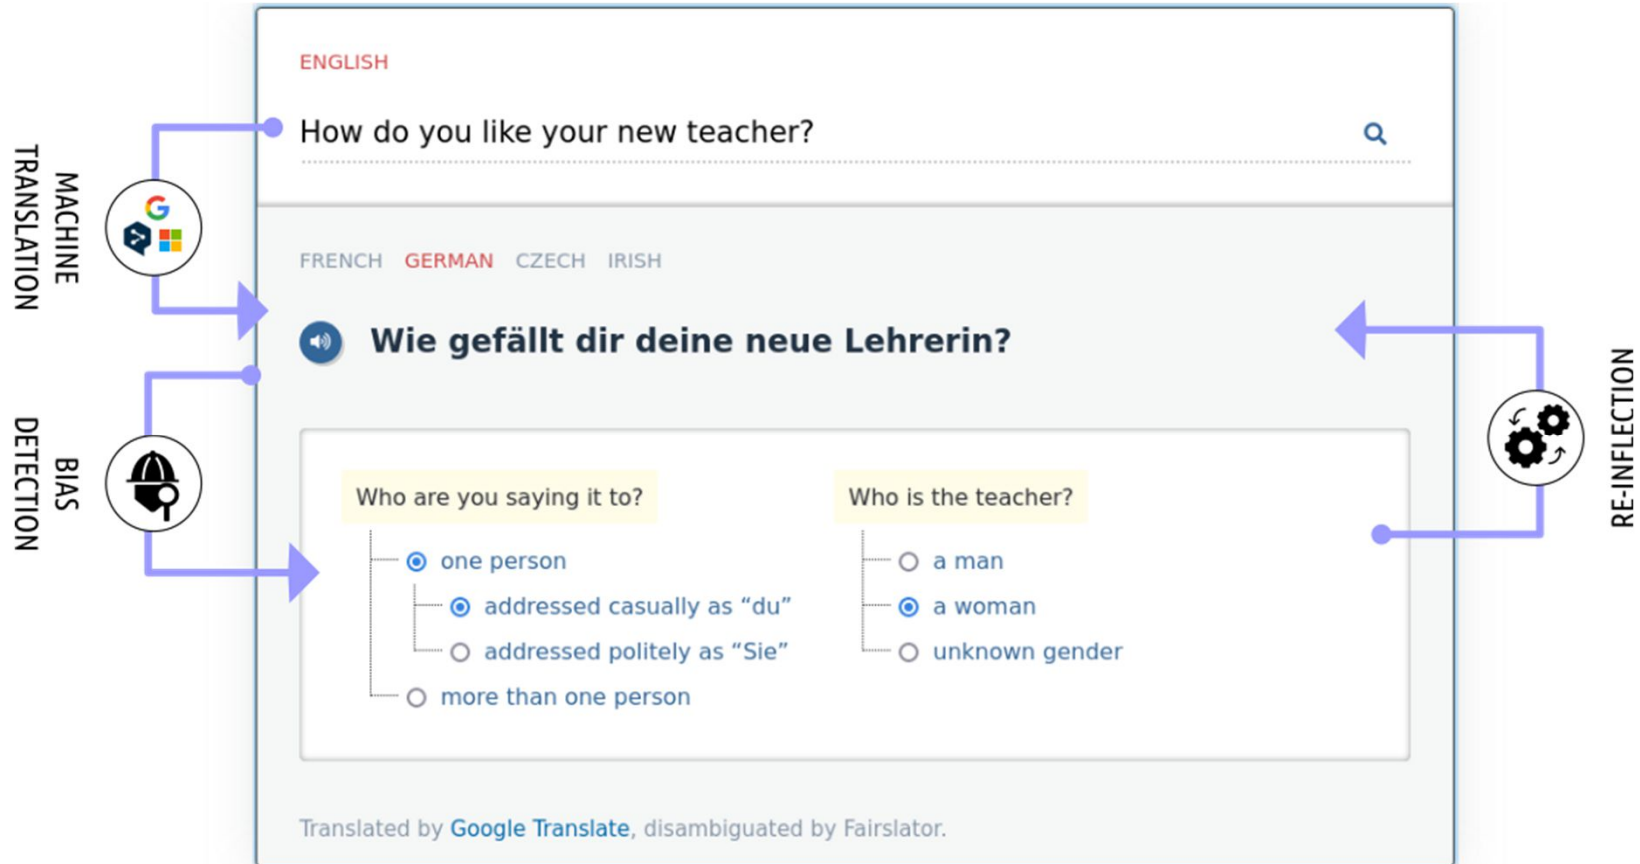 ENGLISH
How do you like your new teacher?
MACHINE
TRANSLATION
FRENCH GERMAN CZECH IRISH
Wie gefällt dir deine neue Lehrerin?
BIAS
DETECTION
RE-INFLECTION
Who are you saying it to?
one person
addressed casually as “du”
addressed politely as “Sie”
more than one person
Who is the teacher?
a man
a woman
unknown gender
Translated by Google Translate, disambiguated by Fairslator.